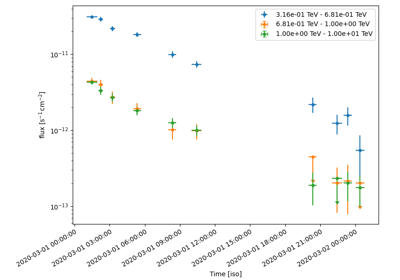 3.16e-01 TeV - 6.81e-01 TeV
6.81e-01 TeV - 1.00e+00 TeV
1.00e+00 TeV - 1.00e+01 TeV
10⁻¹¹
10⁻¹²
10⁻¹³
flux [s⁻¹ cm⁻²]
2020-03-01 00:00:00
2020-03-01 03:00:00
2020-03-01 06:00:00
2020-03-01 09:00:00
2020-03-01 12:00:00
2020-03-01 15:00:00
2020-03-01 18:00:00
2020-03-01 21:00:00
2020-03-02 00:00:00
Time [iso]